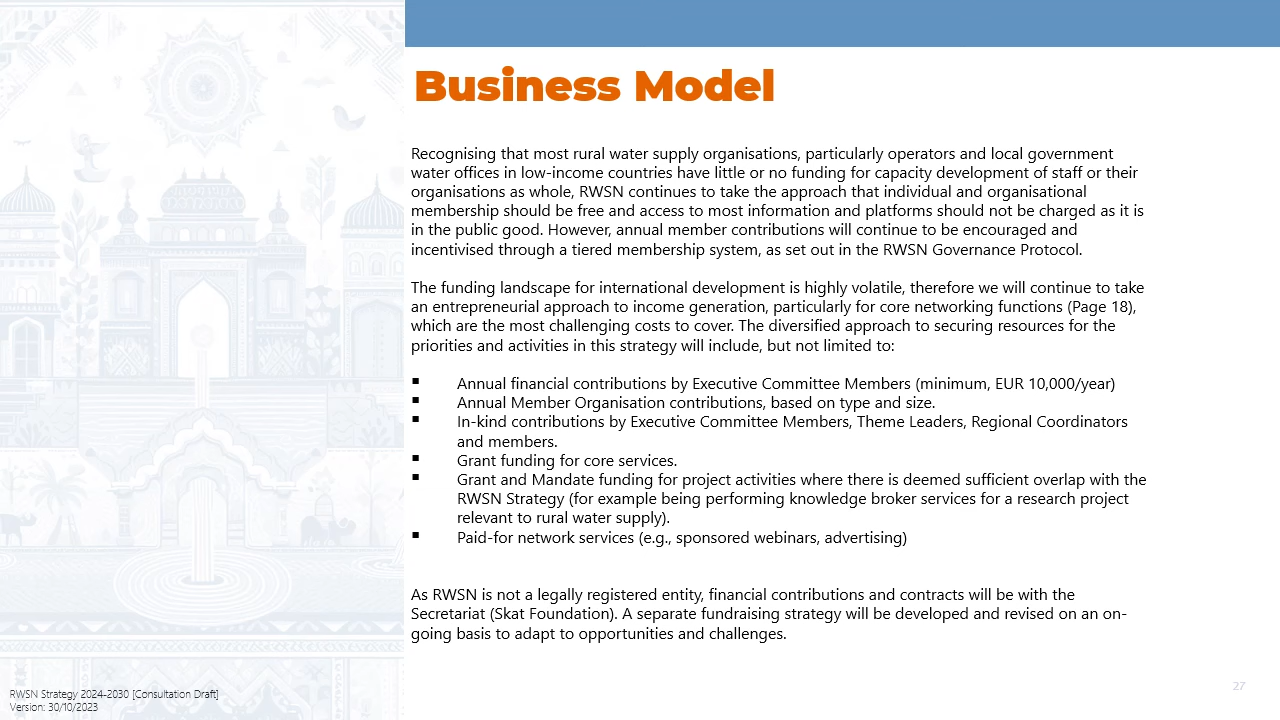 Business Model
Recognising that most rural water supply organisations, particularly operators and local government
water offices in low-income countries have little or no funding for capacity development of staff or their
organisations as whole, RWSN continues to take the approach that individual and organisational
membership should be free and access to most information and platforms should not be charged as it is
in the public good. However, annual member contributions will continue to be encouraged and
incentivised through a tiered membership system, as set out in the RWSN Governance Protocol.
The funding landscape for international development is highly volatile, therefore we will continue to take
an entrepreneurial approach to income generation, particularly for core networking functions (Page 18),
which are the most challenging costs to cover. The diversified approach to securing resources for the
priorities and activities in this strategy will include, but not limited to:
▪ Annual financial contributions by Executive Committee Members (minimum, EUR 10,000/year)
▪ Annual Member Organisation contributions, based on type and size.
▪ In-kind contributions by Executive Committee Members, Theme Leaders, Regional Coordinators
and members.
▪ Grant funding for core services.
▪ Grant and Mandate funding for project activities where there is deemed sufficient overlap with the
RWSN Strategy (for example being performing knowledge broker services for a research project
relevant to rural water supply).
▪ Paid-for network services (e.g., sponsored webinars, advertising)
As RWSN is not a legally registered entity, financial contributions and contracts will be with the
Secretariat (Skat Foundation). A separate fundraising strategy will be developed and revised on an on-
going basis to adapt to opportunities and challenges.
RWSN Strategy 2024-2030 [Consultation Draft]
Version: 30/10/2023
27